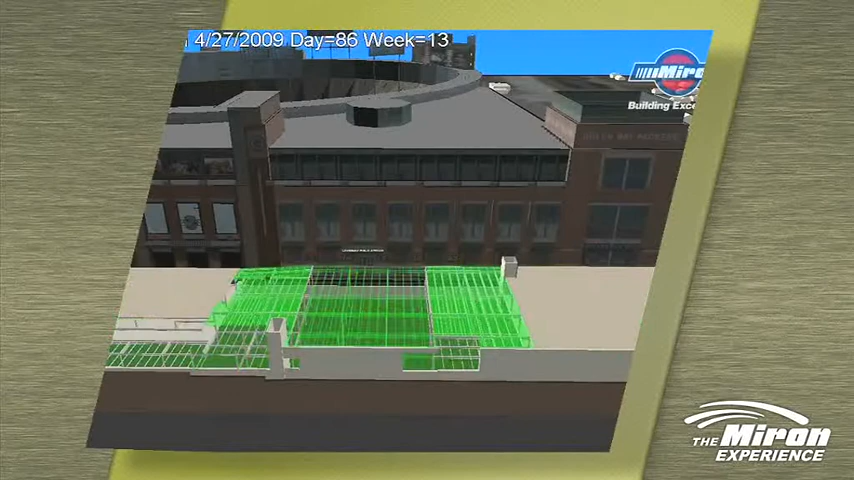 4/27/2009 Day=86 Week=13
Miro
Building Exce
THE Miron
EXPERIENCE